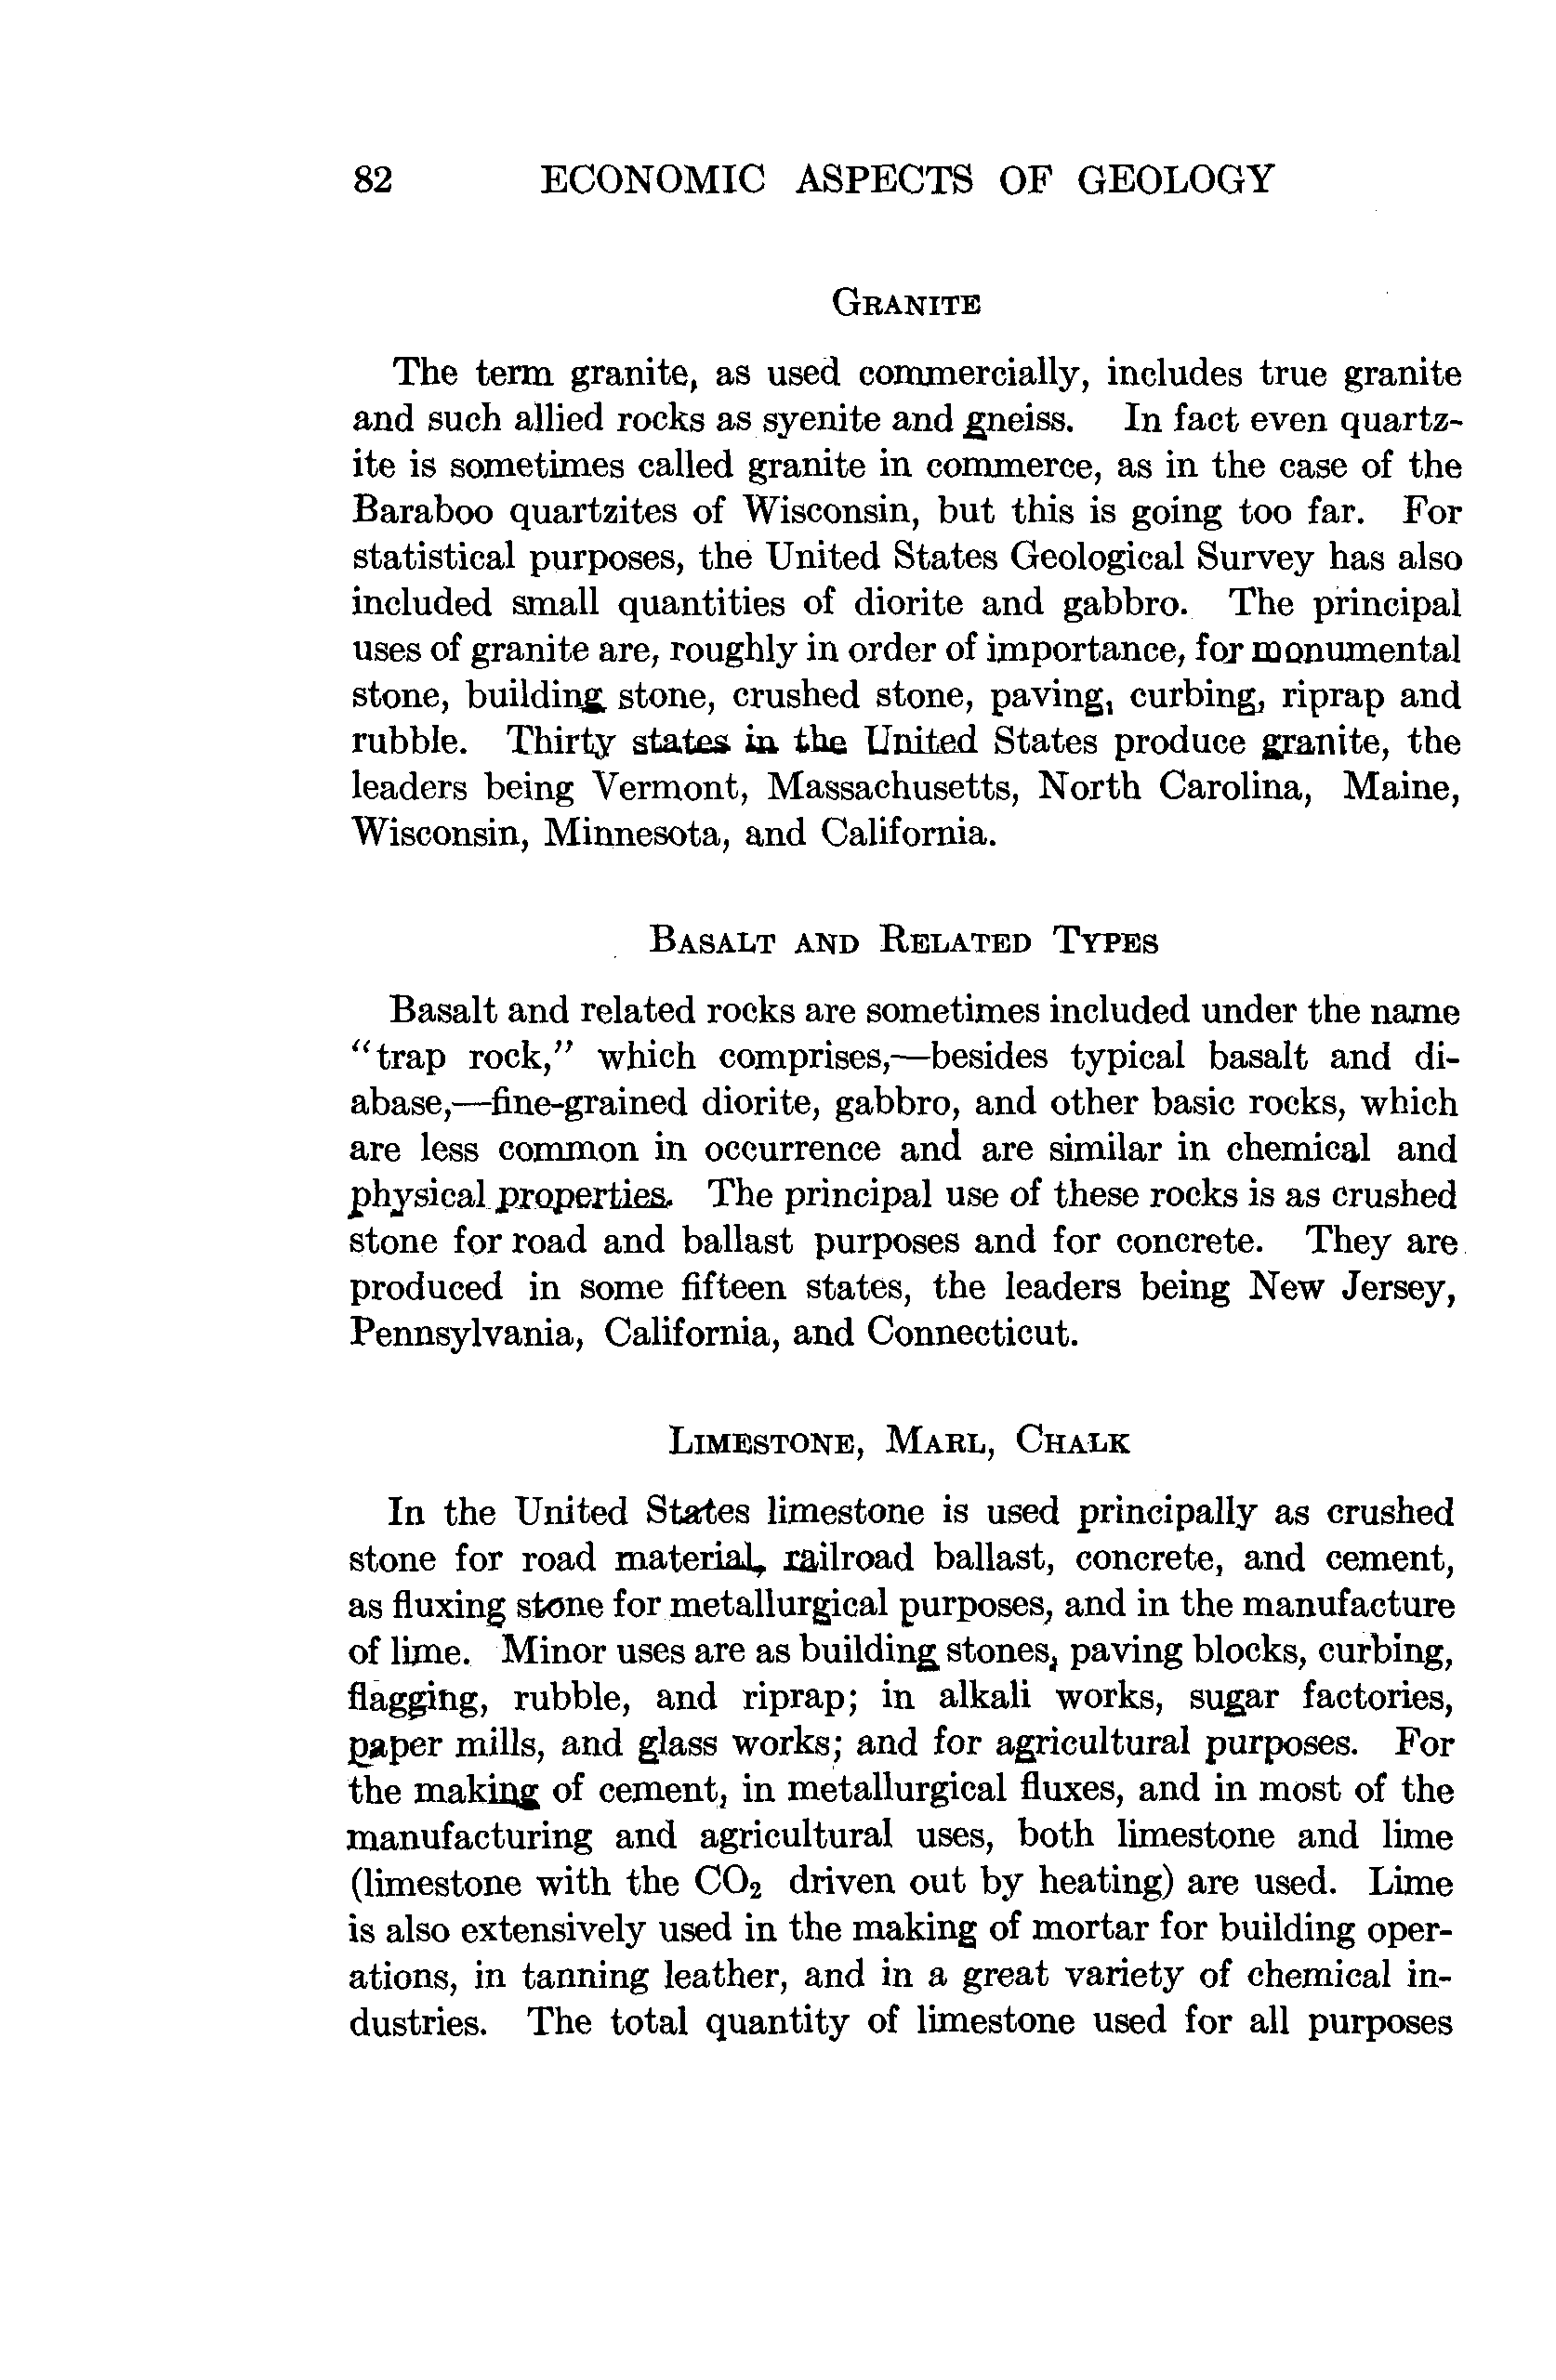 82 ECONOMIC ASPECTS OF GEOLOGY
GRANITE
The term granite, as used commercially, includes true granite
and such allied rocks as syenite and gneiss. In fact even quartz-
ite is sometimes called granite in commerce, as in the case of the
Baraboo quartzites of Wisconsin, but this is going too far. For
statistical purposes, the United States Geological Survey has also
included small quantities of diorite and gabbro. The principal
uses of granite are, roughly in order of importance, for monumental
stone, building stone, crushed stone, paving, curbing, riprap and
rubble. Thirty states in the United States produce granite, the
leaders being Vermont, Massachusetts, North Carolina, Maine,
Wisconsin, Minnesota, and California.
BASALT AND RELATED TYPES
Basalt and related rocks are sometimes included under the name
"trap rock," which comprises,—besides typical basalt and di-
abase,—fine-grained diorite, gabbro, and other basic rocks, which
are less common in occurrence and are similar in chemical and
physical properties. The principal use of these rocks is as crushed
stone for road and ballast purposes and for concrete. They are
produced in some fifteen states, the leaders being New Jersey,
Pennsylvania, California, and Connecticut.
LIMESTONE, MARL, CHALK
In the United States limestone is used principally as crushed
stone for road material, railroad ballast, concrete, and cement,
as fluxing stone for metallurgical purposes, and in the manufacture
of lime. Minor uses are as building stones, paving blocks, curbing,
flagging, rubble, and riprap; in alkali works, sugar factories,
paper mills, and glass works; and for agricultural purposes. For
the making of cement, in metallurgical fluxes, and in most of the
manufacturing and agricultural uses, both limestone and lime
(limestone with the CO₂ driven out by heating) are used. Lime
is also extensively used in the making of mortar for building oper-
ations, in tanning leather, and in a great variety of chemical in-
dustries. The total quantity of limestone used for all purposes